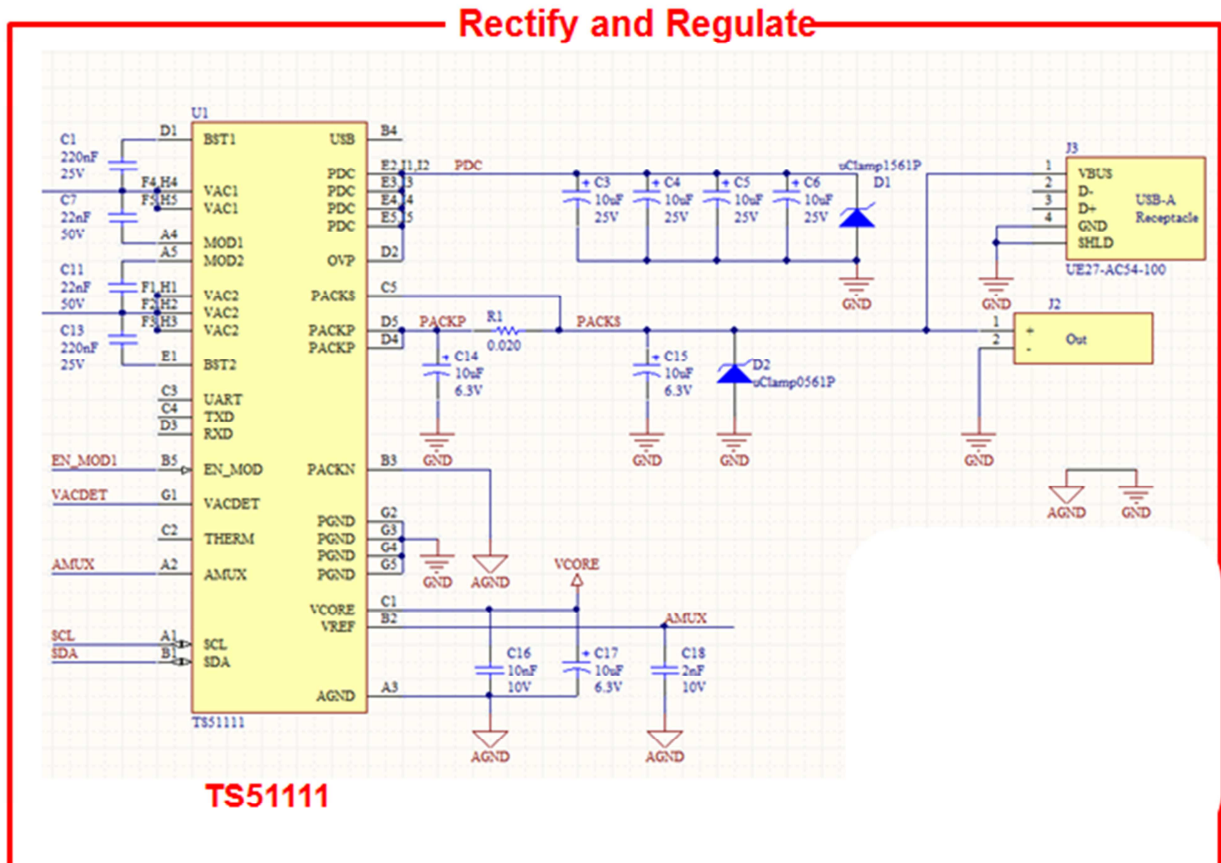 Rectify and Regulate
U1
D1 BST1 USB B4
C1
220nF
25V
PDC E2 I1,I2 PDC
F4 H4 VAC1 PDC E3 I3
F5 H5 VAC1 PDC E4 I4
PDC E5 I5
C7
22nF
50V
A4 MOD1
A5 MOD2 OVP D2
C11
22nF
50V
F1 H1 VAC2 PACKS C5
F2 H2 VAC2
F3 H3 VAC2 PACKP D5 PACKP
PACKP D4
C13
220nF
25V
E1 BST2
C3 UART
C4 TXD
D3 RXD
EN_MOD1 B5 EN_MOD PACKN B3
VACDET G1 VACDET
PGND G2
C2 THERM PGND G3
PGND G4
AMUX A2 AMUX PGND G5
VCORE C1
VREF B2 AMUX
SCL A1 SCL
SDA B1 SDA
AGND A3
TS51111
C3
10uF
25V
C4
10uF
25V
C5
10uF
25V
C6
10uF
25V
uClamp1561P
D1
GND
R1
0.020
PACKS
C14
10uF
6.3V
GND
C15
10uF
6.3V
GND
D2
uClamp0561P
GND
J3
1 VBUS
2 D-
3 D+
4 GND
SHLD
USB-A
Receptacle
UE27-AC54-100
GND
J2
1 +
2 -
Out
GND
AGND GND
GND AGND
VCORE
C16
10nF
10V
C17
10uF
6.3V
C18
2nF
10V
AGND AGND
TS51111